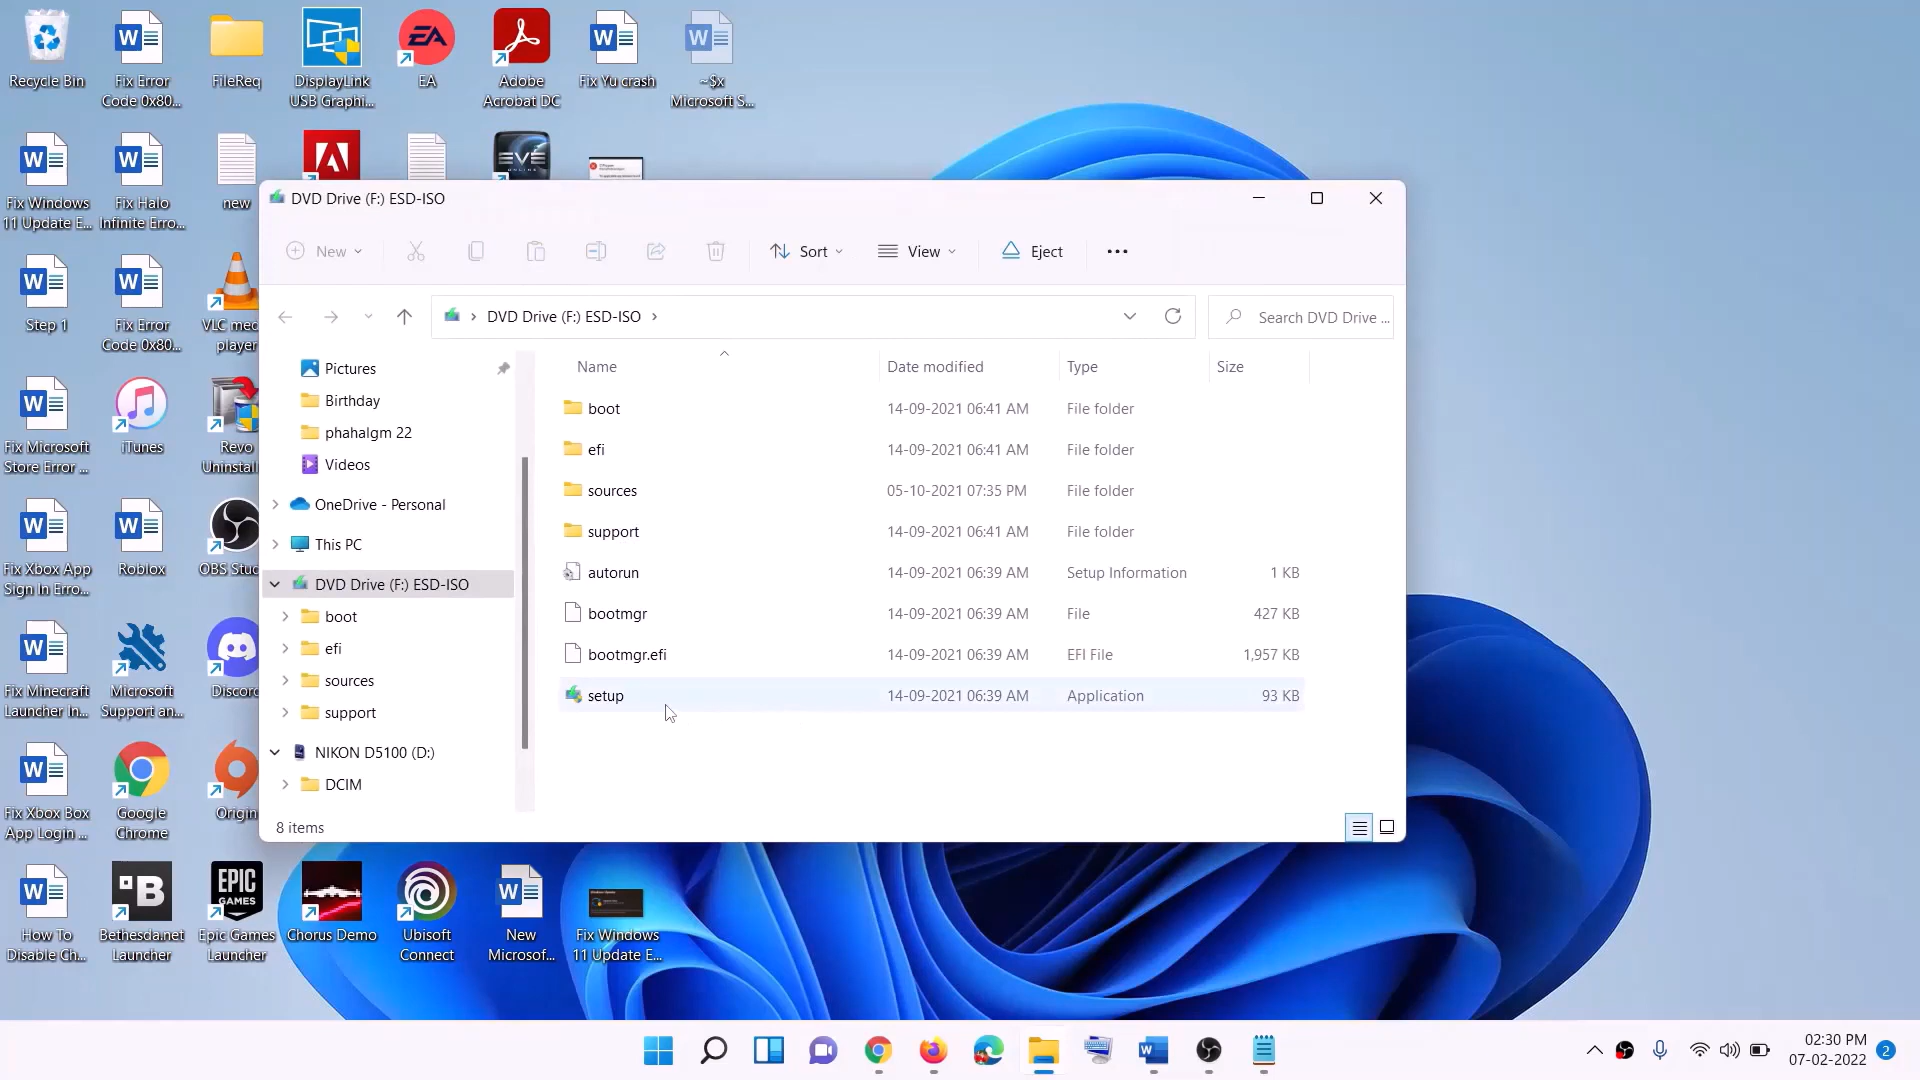 Recycle Bin
Fix Error
Code 0x80...
FileReq
DisplayLink
USB Graphi...
EA
Adobe
Acrobat DC
Fix Yu crash
~$x
Microsoft S...
Fix Windows
11 Update E...
Fix Halo
Infinite Erro...
new
EVE
ONLINE
Step 1
Fix Error
Code 0x80...
VLC med
player
Fix Microsoft
Store Error ...
iTunes
Revo
Uninstall
Fix Xbox App
Sign In Erro...
Roblox
OBS Stud
Fix Minecraft
Launcher In...
Microsoft
Support an...
Discord
Fix Xbox Box
App Login ...
Google
Chrome
Origin
How To
Disable Ch...
Bethesda.net
Launcher
EPIC
GAMES
Epic Games
Launcher
Chorus Demo
Ubisoft
Connect
New
Microsof...
Fix Windows
11 Update E...
DVD Drive (F:) ESD-ISO
New
Sort
View
Eject
DVD Drive (F:) ESD-ISO
Search DVD Drive ...
Pictures
Birthday
phahalgm 22
Videos
OneDrive - Personal
This PC
DVD Drive (F:) ESD-ISO
boot
efi
sources
support
NIKON D5100 (D:)
DCIM
Name Date modified Type Size
boot 14-09-2021 06:41 AM File folder
efi 14-09-2021 06:41 AM File folder
sources 05-10-2021 07:35 PM File folder
support 14-09-2021 06:41 AM File folder
autorun 14-09-2021 06:39 AM Setup Information 1 KB
bootmgr 14-09-2021 06:39 AM File 427 KB
bootmgr.efi 14-09-2021 06:39 AM EFI File 1,957 KB
setup 14-09-2021 06:39 AM Application 93 KB
8 items
02:30 PM
07-02-2022
2